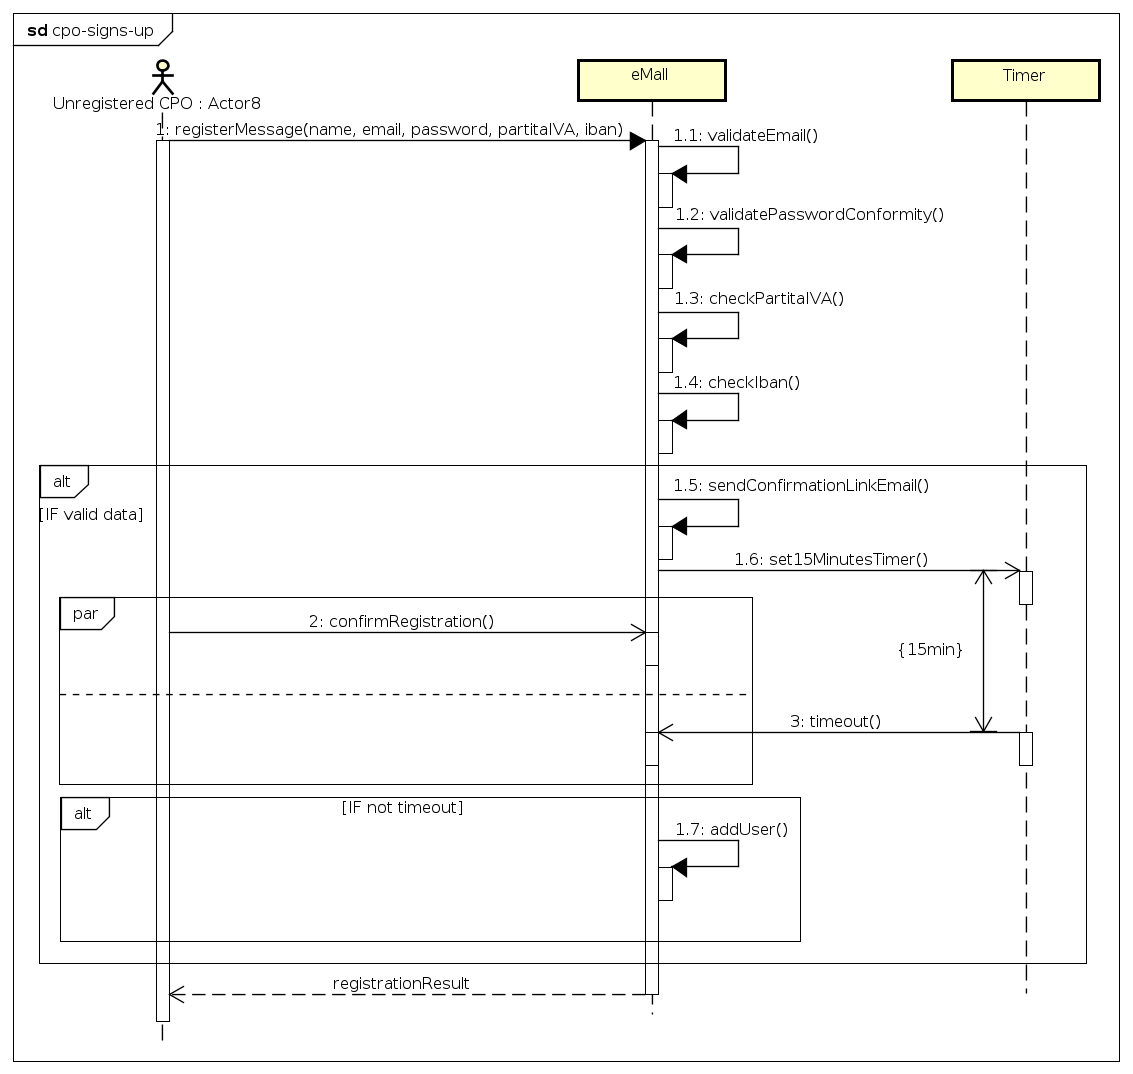 sd cpo-signs-up
eMall
Timer
Unregistered CPO : Actor8
1: registerMessage(name, email, password, partitaIVA, iban)
1.1: validateEmail()
1.2: validatePasswordConformity()
1.3: checkPartitaIVA()
1.4: checkIban()
alt
[IF valid data]
1.5: sendConfirmationLinkEmail()
1.6: set15MinutesTimer()
par
2: confirmRegistration()
{15min}
3: timeout()
alt
[IF not timeout]
1.7: addUser()
registrationResult